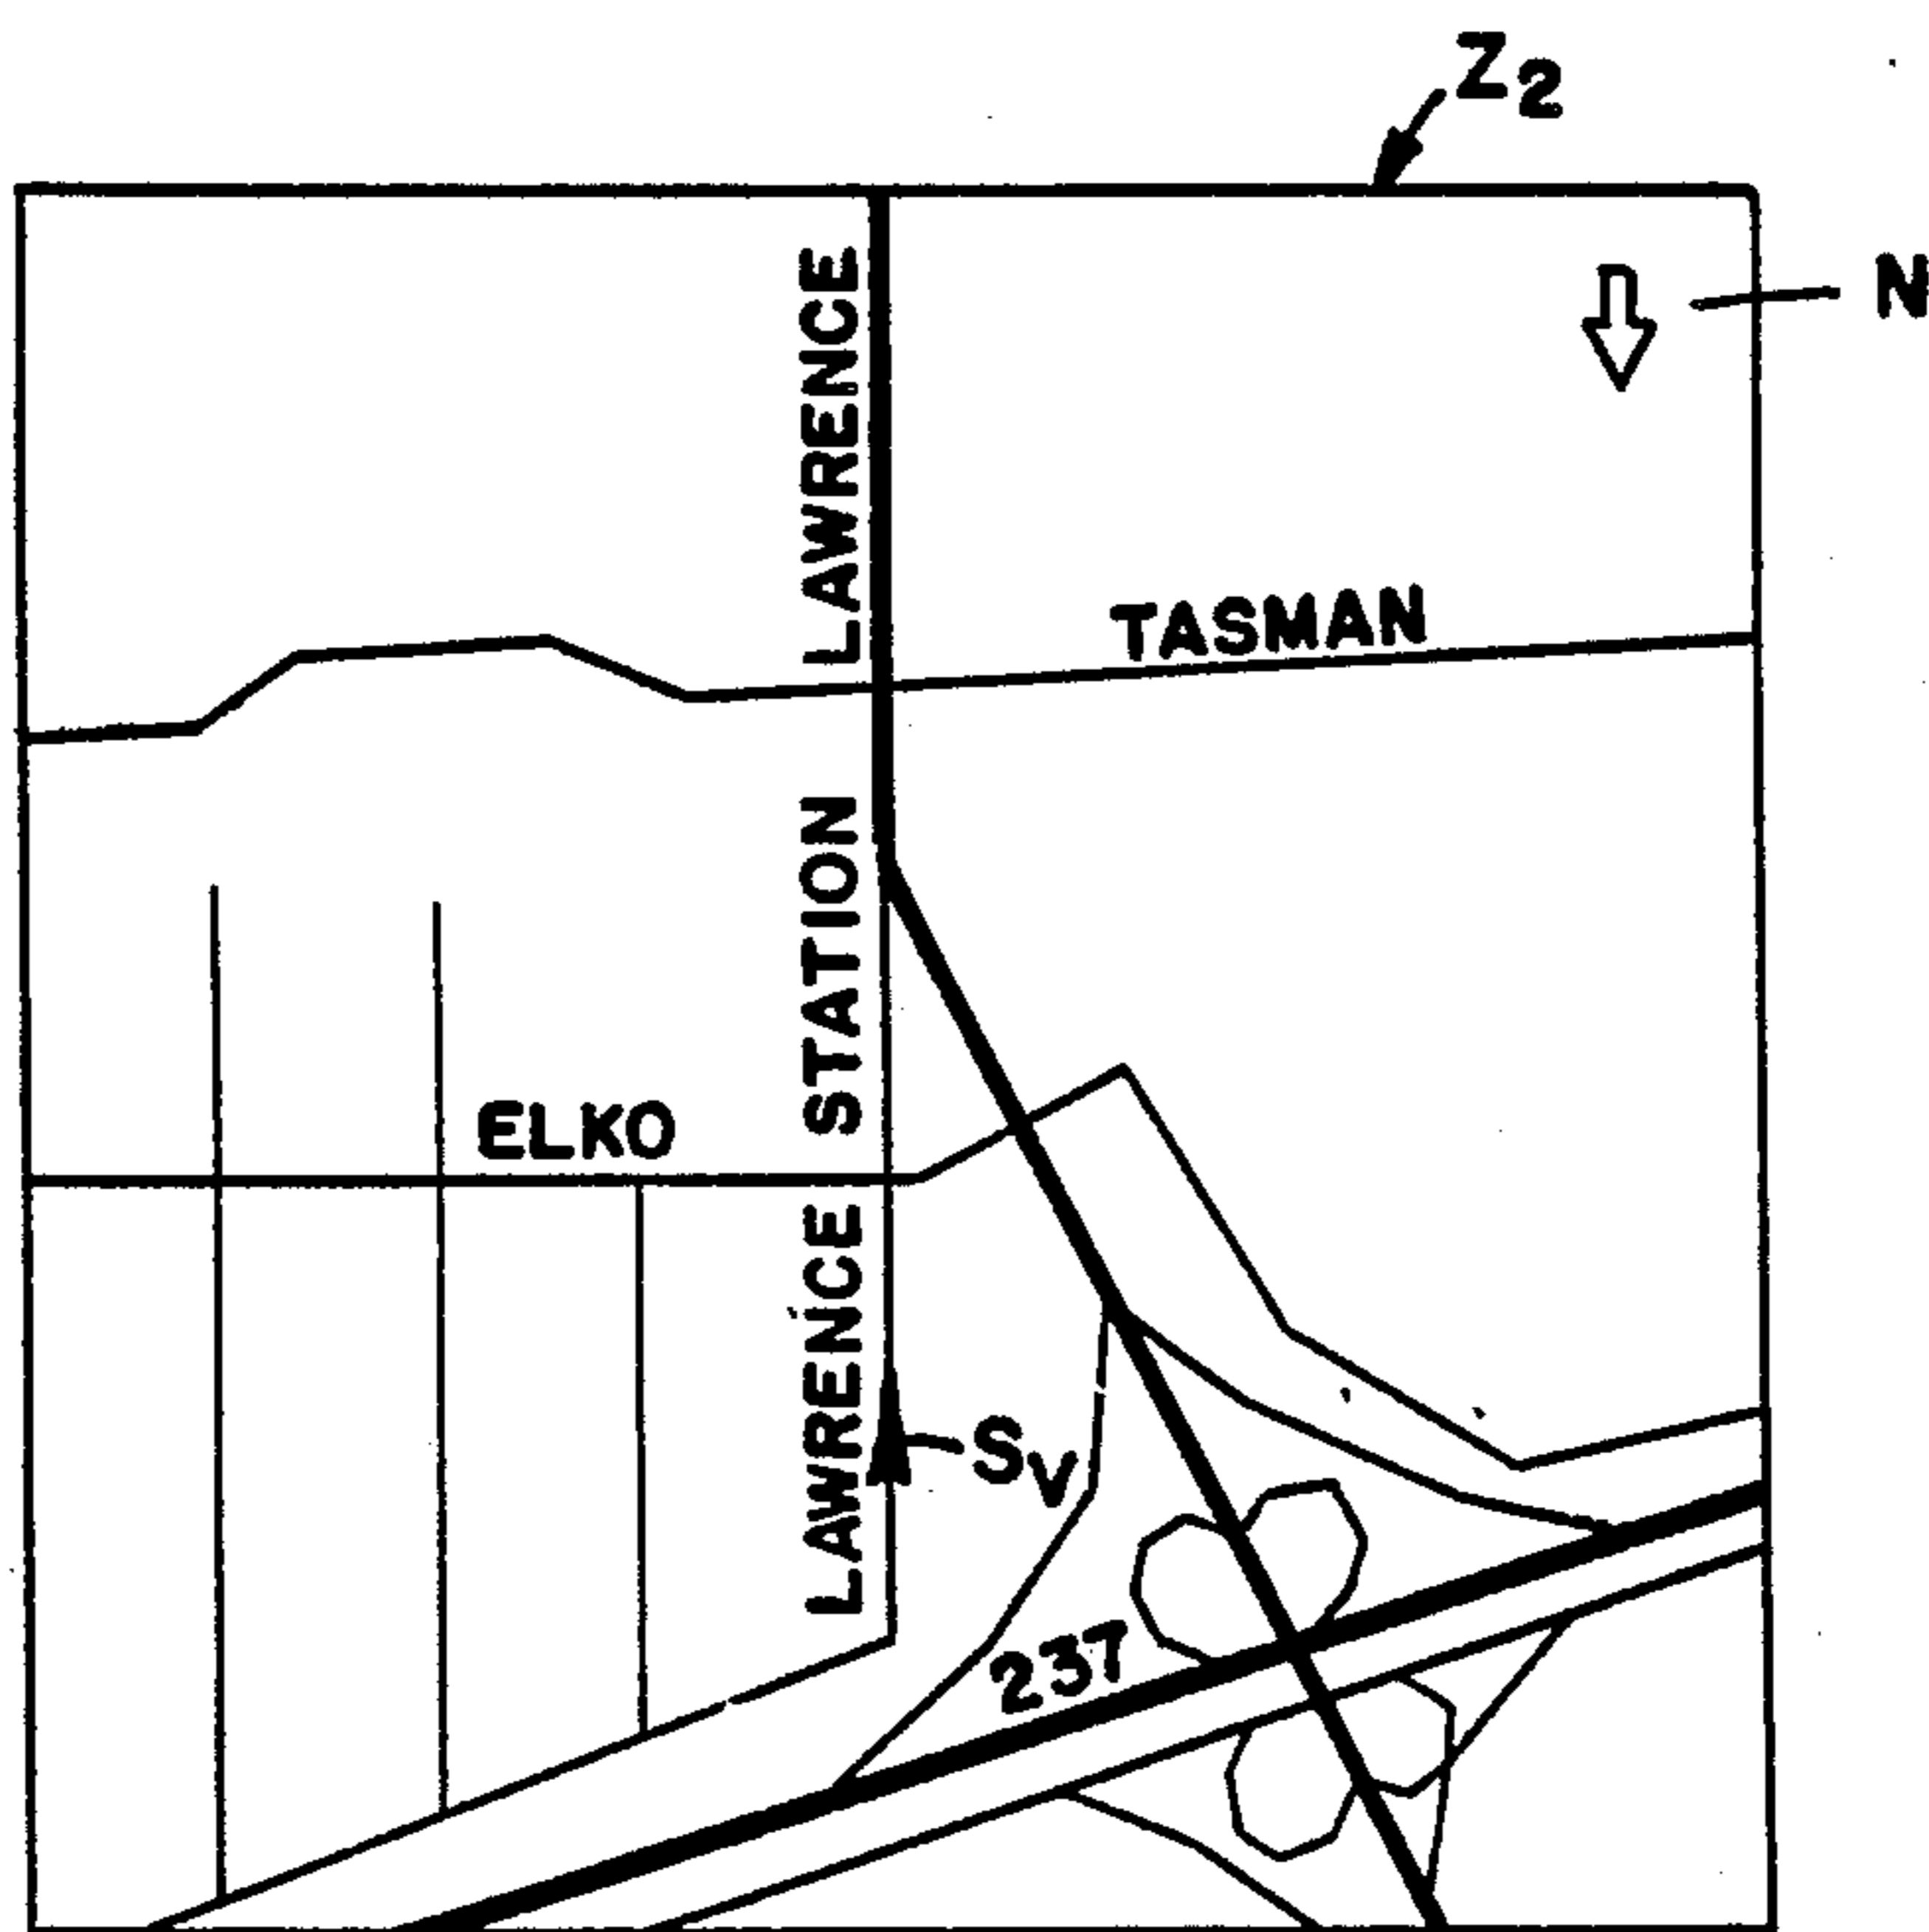 Z2
N
LAWRENCE
TASMAN
STATION
ELKO
LAWRENCE
SV
237